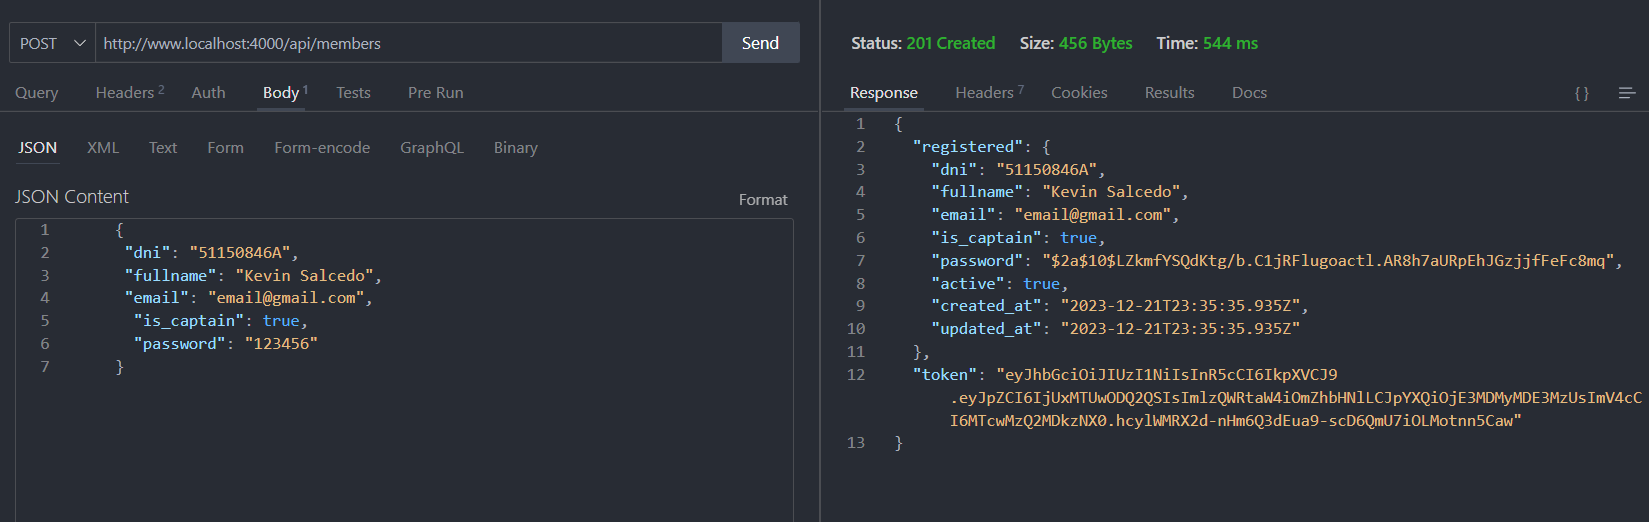 POST http://www.localhost:4000/api/members Send
Query Headers 2 Auth Body 1 Tests Pre Run
JSON XML Text Form Form-encode GraphQL Binary
JSON Content Format
1 {
2 "dni": "51150846A",
3 "fullname": "Kevin Salcedo",
4 "email": "email@gmail.com",
5 "is_captain": true,
6 "password": "123456"
7 }
Status: 201 Created Size: 456 Bytes Time: 544 ms
Response Headers 7 Cookies Results Docs { }
1 {
2 "registered": {
3 "dni": "51150846A",
4 "fullname": "Kevin Salcedo",
5 "email": "email@gmail.com",
6 "is_captain": true,
7 "password": "$2a$10$LZkmfYSQdKtg/b.C1jRFlugoactl.AR8h7aURpEhJGzjjfFeFc8mq",
8 "active": true,
9 "created_at": "2023-12-21T23:35:35.935Z",
10 "updated_at": "2023-12-21T23:35:35.935Z"
11 },
12 "token": "eyJhbGciOiJIUzI1NiIsInR5cCI6IkpXVCJ9
.eyJpZCI6IjUxMTUwODQ2QSIsImlzQWRtaW4iOmZhbHNlLCJpYXQiOjE3MDMyMDE3MzUsImV4cC
I6MTcwMzQ2MDkzNX0.hcylWMRX2d-nHm6Q3dEua9-scD6QmU7iOLMotnn5Caw"
13 }